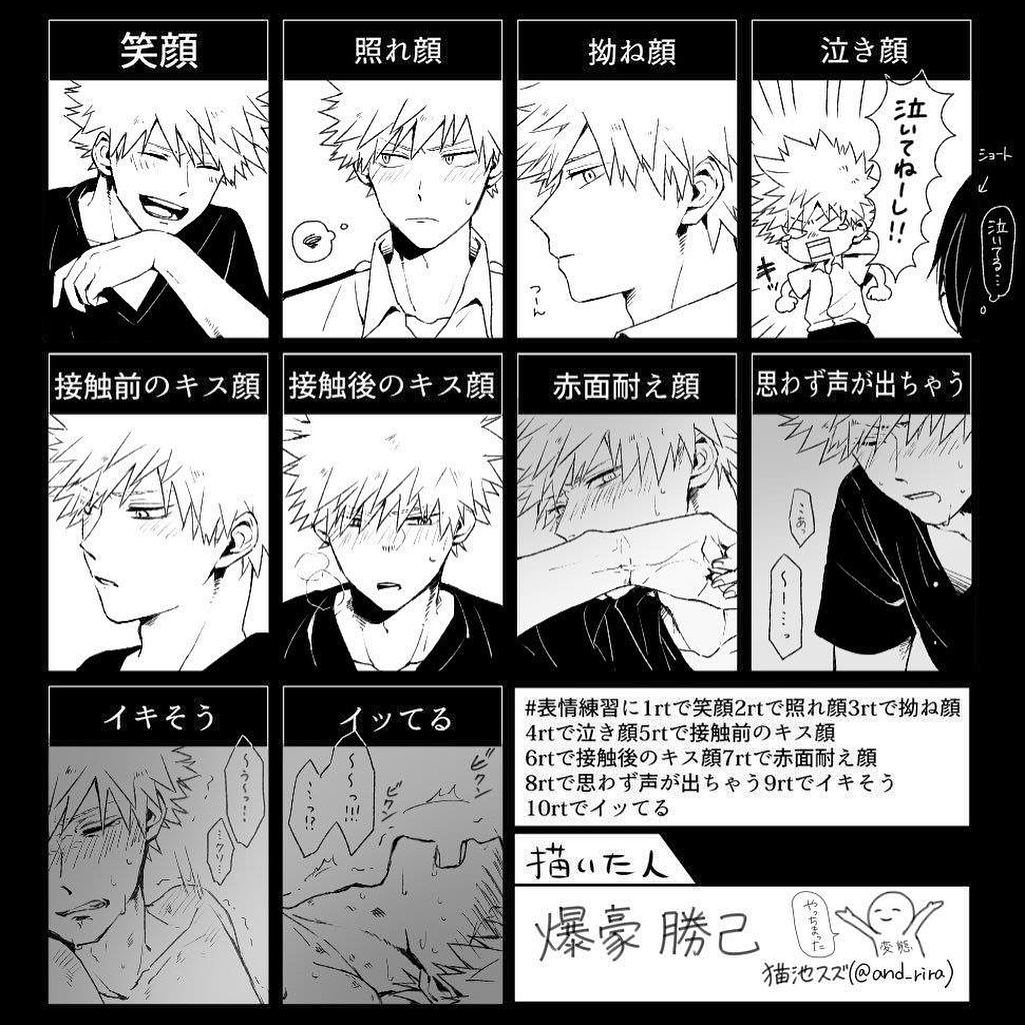 笑顔
照れ顔
拗ね顔
つーん
泣き顔
泣いてねーし!!
キーッ
ショート
泣いてる…
接触前のキス顔
接触後のキス顔
赤面耐え顔
思わず声が出ちゃう
〜ー…っ
イキそう
イッてる
〜〜っ!!!
…っ!?
ビクン
ビクッ
#表情練習に1rtで笑顔2rtで照れ顔3rtで拗ね顔
4rtで泣き顔5rtで接触前のキス顔
6rtで接触後のキス顔7rtで赤面耐え顔
8rtで思わず声が出ちゃう9rtでイキそう
10rtでイッてる
描いた人
爆豪勝己
やっちまった
変態
猫池スズ(@and_rira)